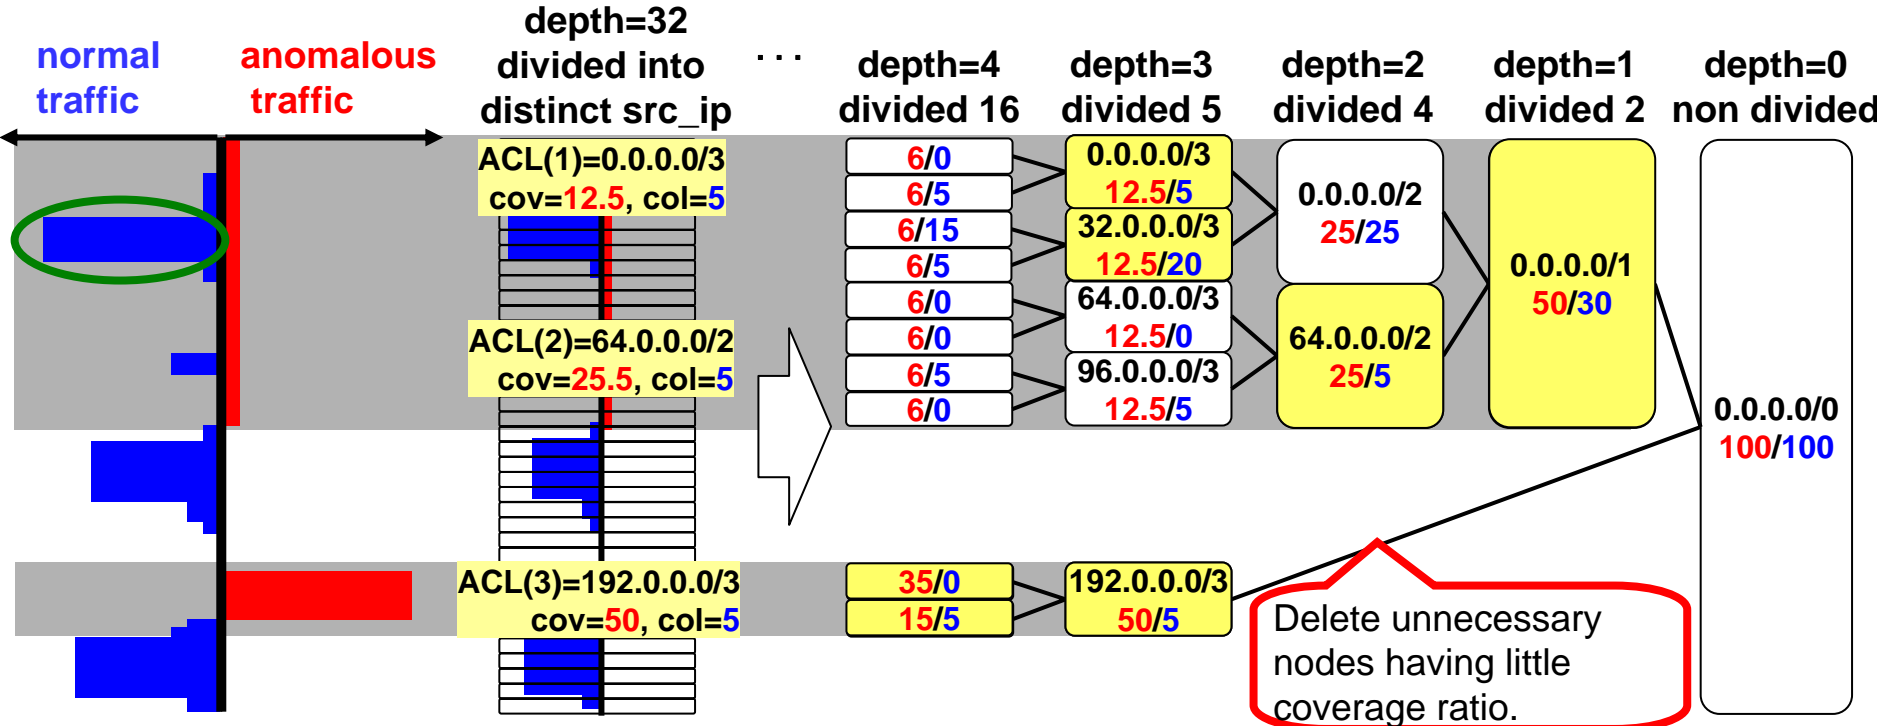 normal
traffic
anomalous
traffic
depth=32
divided into
distinct src_ip
...
depth=4
divided 16
depth=3
divided 5
depth=2
divided 4
depth=1
divided 2
depth=0
non divided
ACL(1)=0.0.0.0/3
cov=12.5, col=5
ACL(2)=64.0.0.0/2
cov=25.5, col=5
ACL(3)=192.0.0.0/3
cov=50, col=5
6/0
6/5
6/15
6/5
6/0
6/0
6/5
6/0
35/0
15/5
0.0.0.0/3
12.5/5
32.0.0.0/3
12.5/20
64.0.0.0/3
12.5/0
96.0.0.0/3
12.5/5
192.0.0.0/3
50/5
0.0.0.0/2
25/25
64.0.0.0/2
25/5
0.0.0.0/1
50/30
0.0.0.0/0
100/100
Delete unnecessary
nodes having little
coverage ratio.